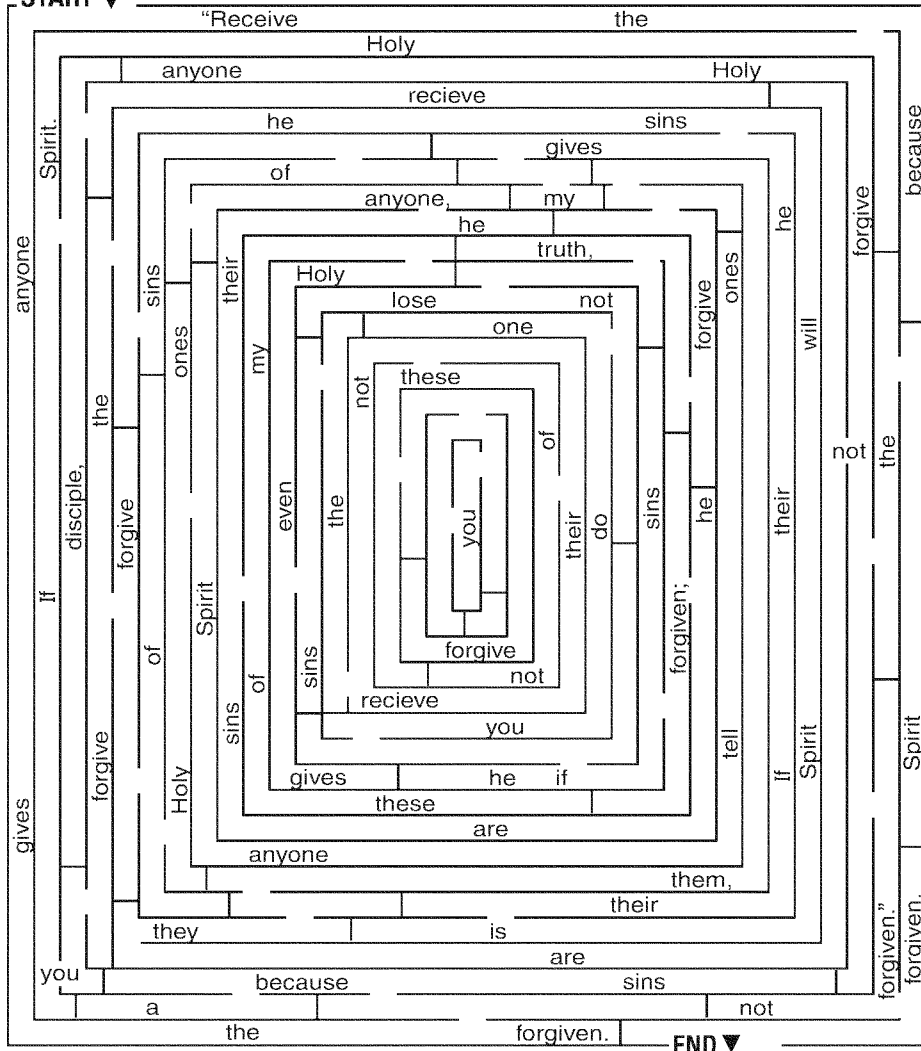 START ▼
“Receive the
Holy
anyone Holy
recieve
he sins
gives
of
anyone, my
he
truth,
Holy
lose not
one
these
Spirit.
anyone
If
gives
disciple,
the
forgive
forgive
sins
of
ones
Holy
Spirit
their
sins
my
of
even
sins
the
not
you
of
their
do
sins
forgiven;
forgive
he
ones
tell
he
their
If
will
Spirit
not
forgive
the
forgiven.”
because
Spirit
forgiven.
forgive
not
recieve
you
gives he if
these
are
anyone
them,
their
they is
are
you because sins
a not
the forgiven.
END ▼